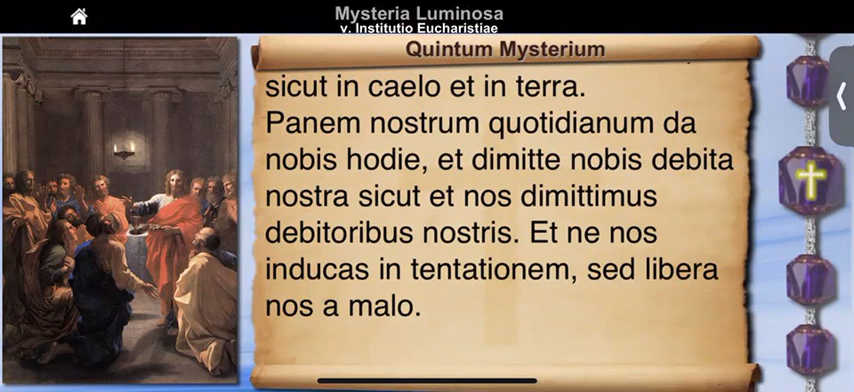 Mysteria Luminosa
v. Institutio Eucharistiae
Quintum Mysterium
sicut in caelo et in terra.
Panem nostrum quotidianum da
nobis hodie, et dimitte nobis debita
nostra sicut et nos dimittimus
debitoribus nostris. Et ne nos
inducas in tentationem, sed libera
nos a malo.